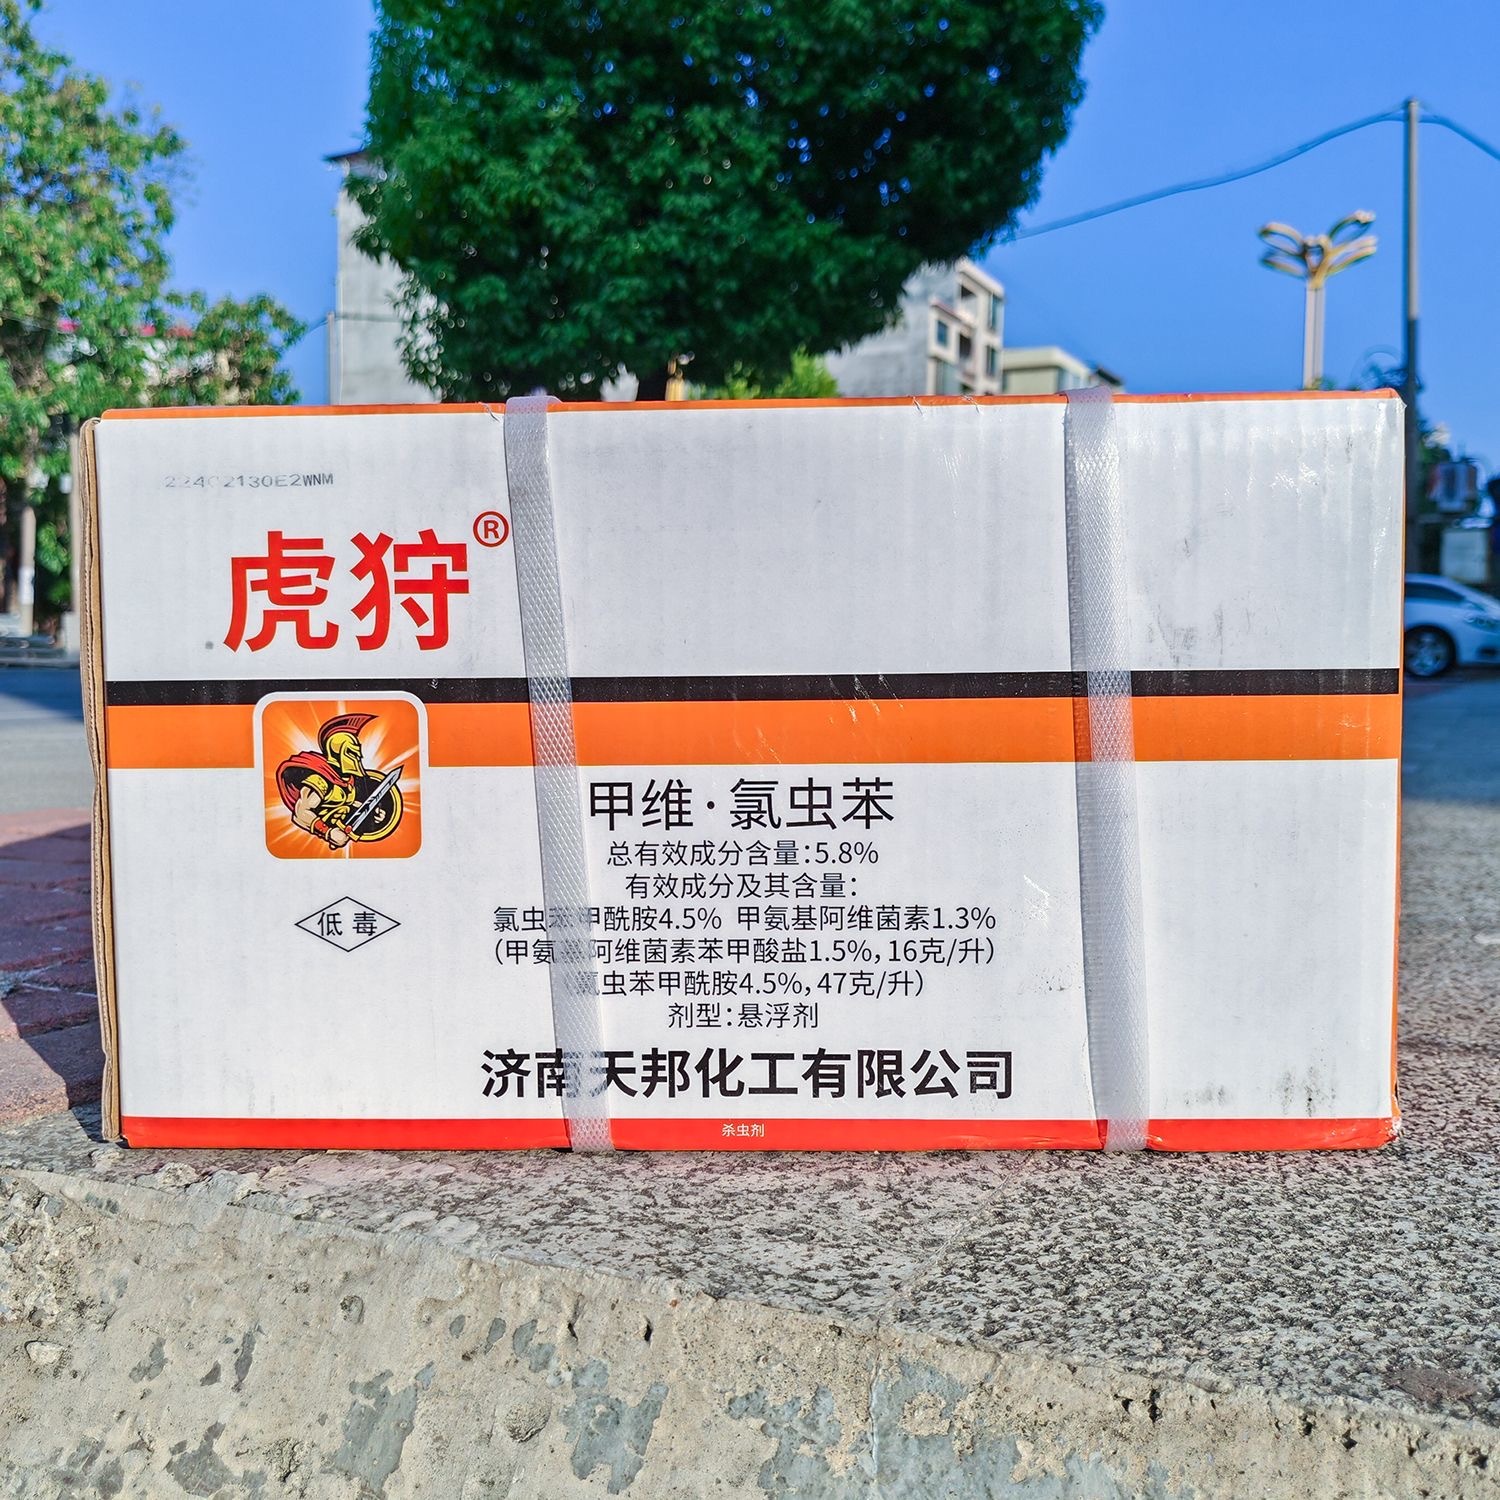 虎狩®
甲维·氯虫苯
总有效成分含量：5.8%
有效成分及其含量：
氯虫苯甲酰胺4.5% 甲氨基阿维菌素1.3%
（甲氨基阿维菌素苯甲酸盐1.5%，16克/升）
（氯虫苯甲酰胺4.5%，47克/升）
低毒
剂型：悬浮剂
济南天邦化工有限公司
杀虫剂